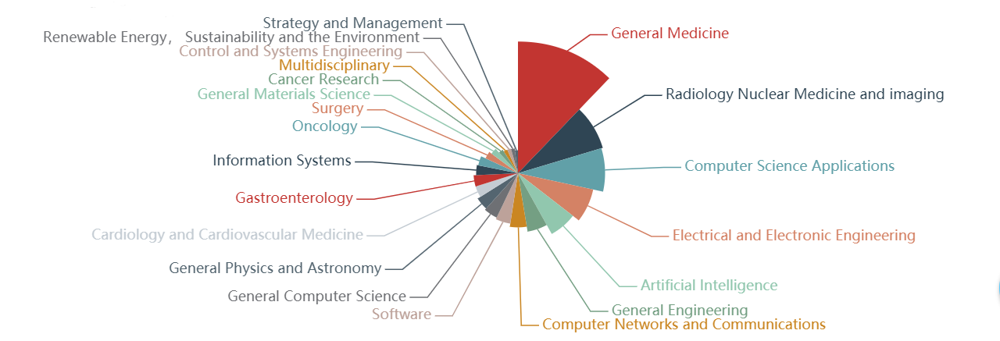 Strategy and Management
Renewable Energy, Sustainability and the Environment
Control and Systems Engineering
Multidisciplinary
Cancer Research
General Materials Science
Surgery
Oncology
Information Systems
Gastroenterology
Cardiology and Cardiovascular Medicine
General Physics and Astronomy
General Computer Science
Software
General Medicine
Radiology Nuclear Medicine and imaging
Computer Science Applications
Electrical and Electronic Engineering
Artificial Intelligence
General Engineering
Computer Networks and Communications